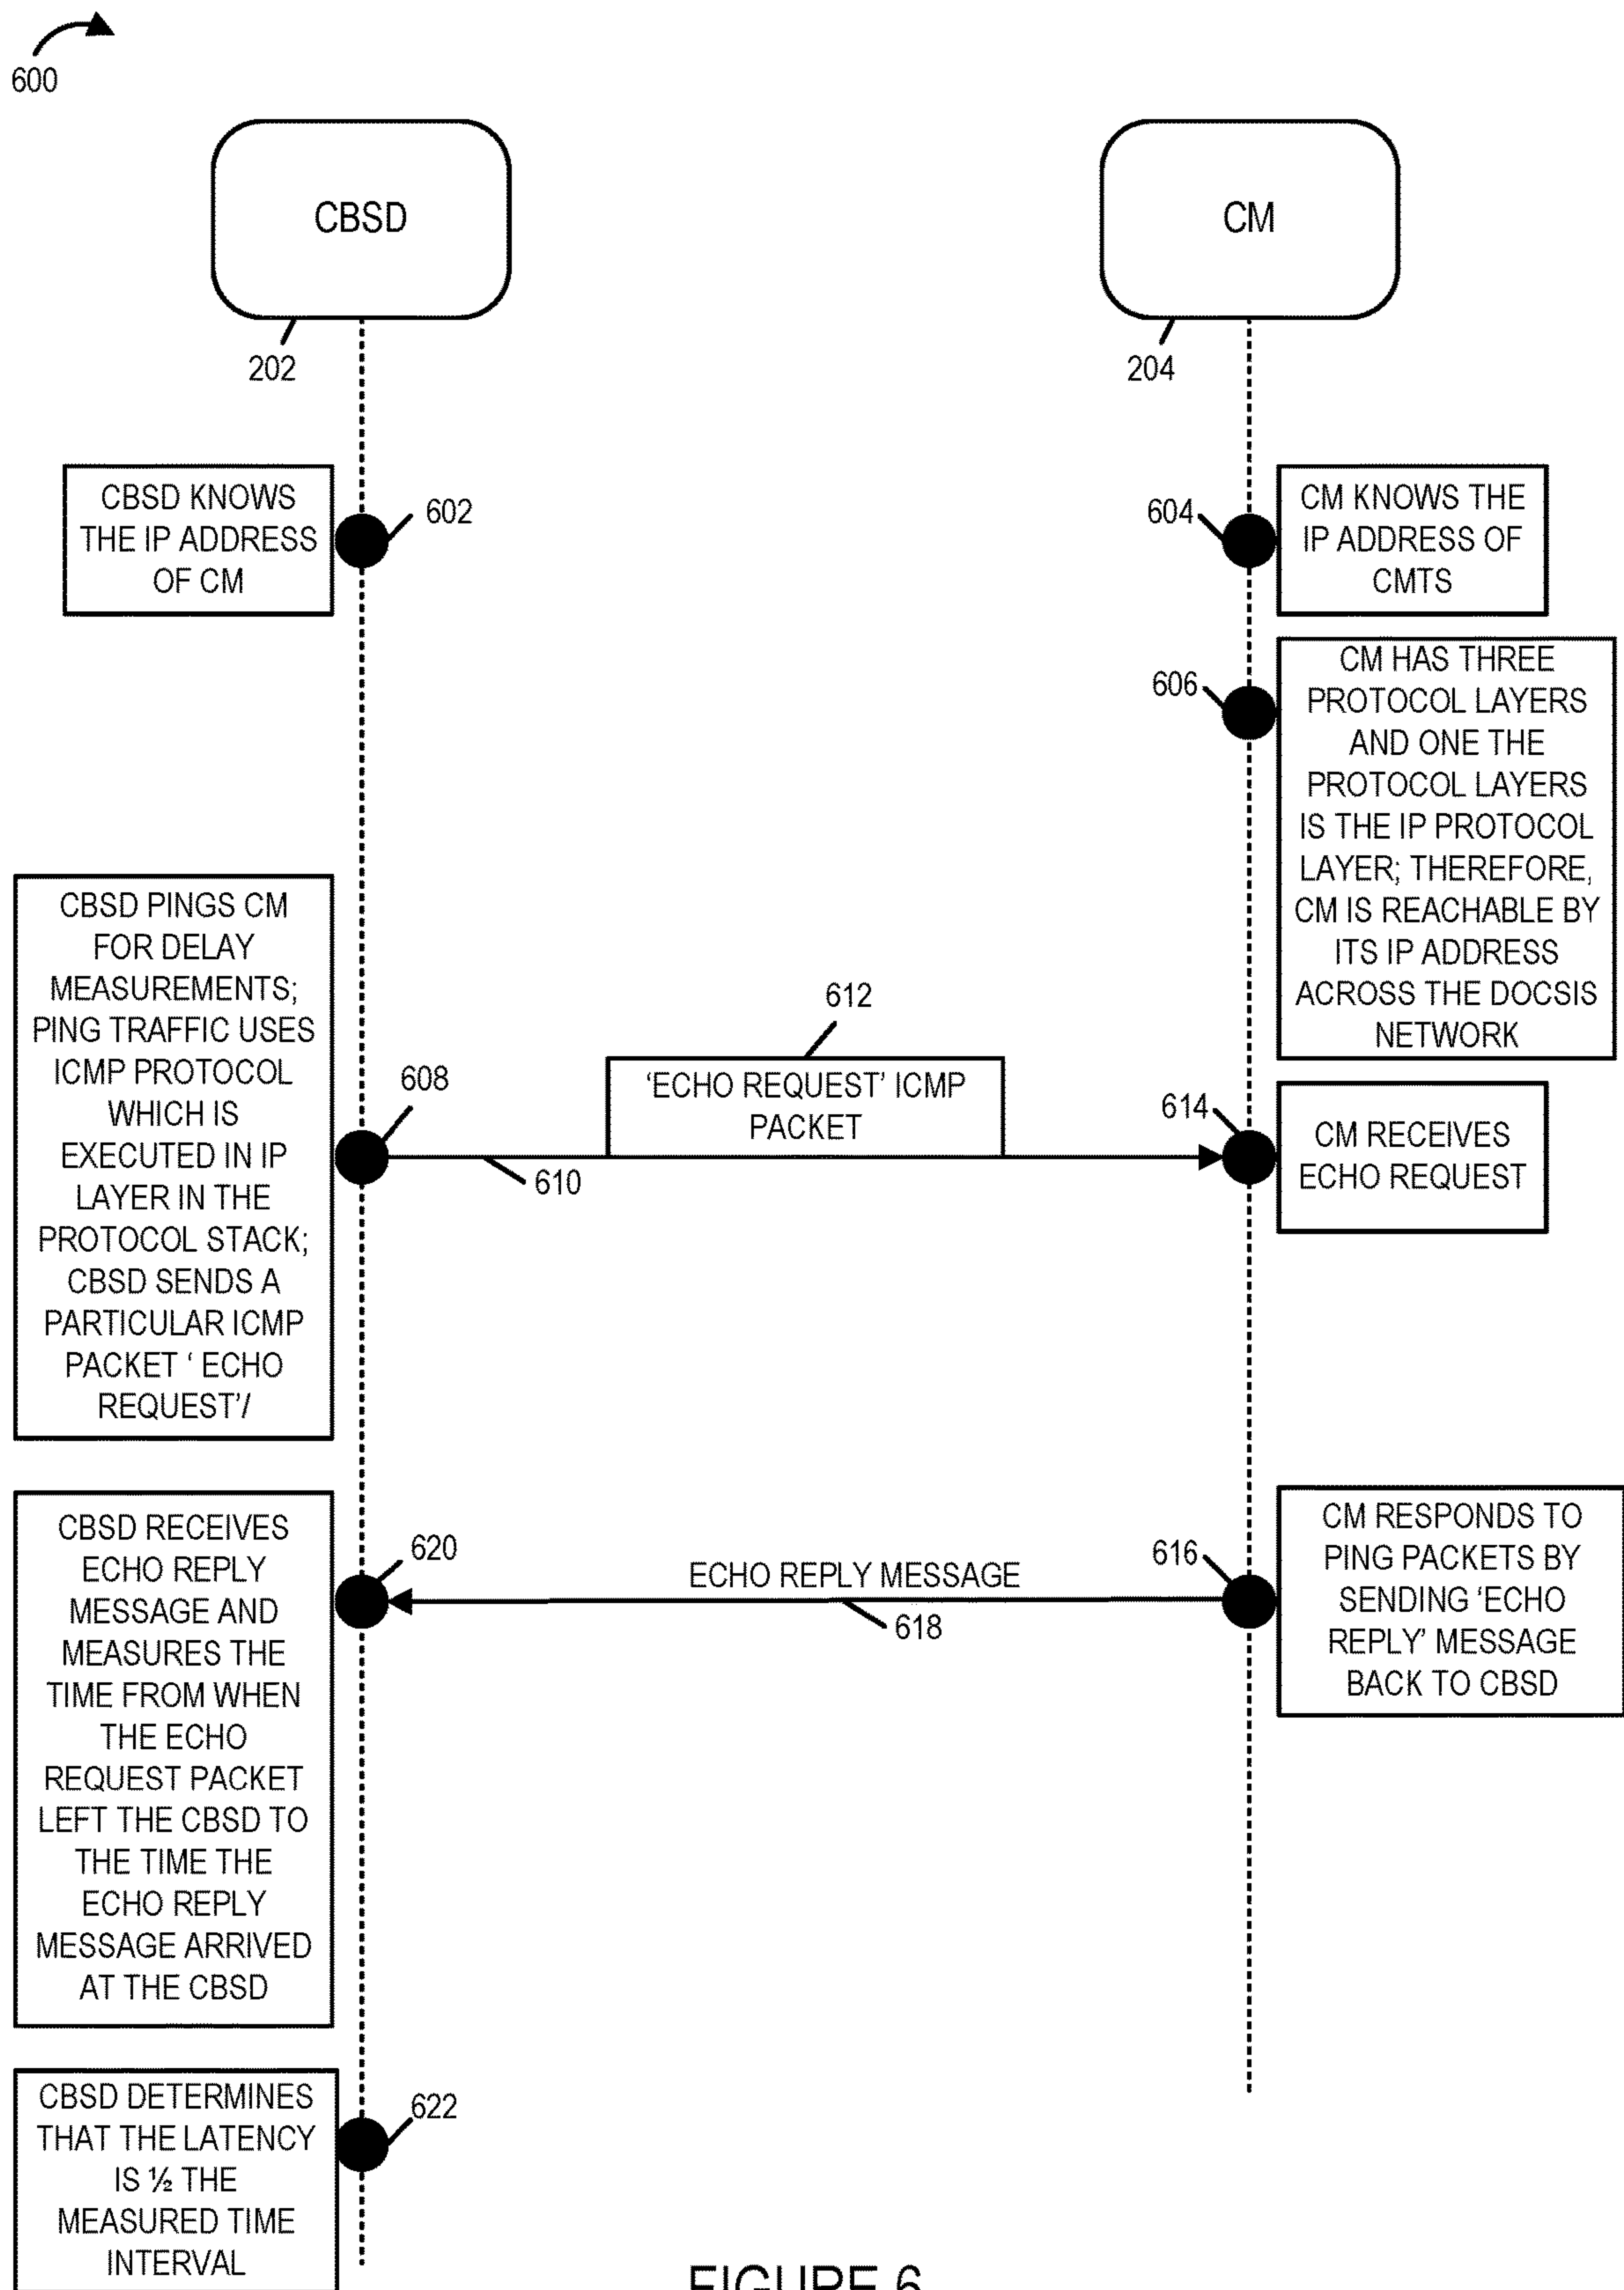 600
CBSD
CM
202
204
CBSD KNOWS
THE IP ADDRESS
OF CM
602
604
CM KNOWS THE
IP ADDRESS OF
CMTS
606
CM HAS THREE
PROTOCOL LAYERS
AND ONE THE
PROTOCOL LAYERS
IS THE IP PROTOCOL
LAYER; THEREFORE,
CM IS REACHABLE BY
ITS IP ADDRESS
ACROSS THE DOCSIS
NETWORK
CBSD PINGS CM
FOR DELAY
MEASUREMENTS;
PING TRAFFIC USES
ICMP PROTOCOL
WHICH IS
EXECUTED IN IP
LAYER IN THE
PROTOCOL STACK;
CBSD SENDS A
PARTICULAR ICMP
PACKET ‘ ECHO
REQUEST’/
608
610
612
‘ECHO REQUEST’ ICMP
PACKET
614
CM RECEIVES
ECHO REQUEST
CBSD RECEIVES
ECHO REPLY
MESSAGE AND
MEASURES THE
TIME FROM WHEN
THE ECHO
REQUEST PACKET
LEFT THE CBSD TO
THE TIME THE
ECHO REPLY
MESSAGE ARRIVED
AT THE CBSD
620
ECHO REPLY MESSAGE
618
616
CM RESPONDS TO
PING PACKETS BY
SENDING ‘ECHO
REPLY’ MESSAGE
BACK TO CBSD
CBSD DETERMINES
THAT THE LATENCY
IS ½ THE
MEASURED TIME
INTERVAL
622
FIGURE 6